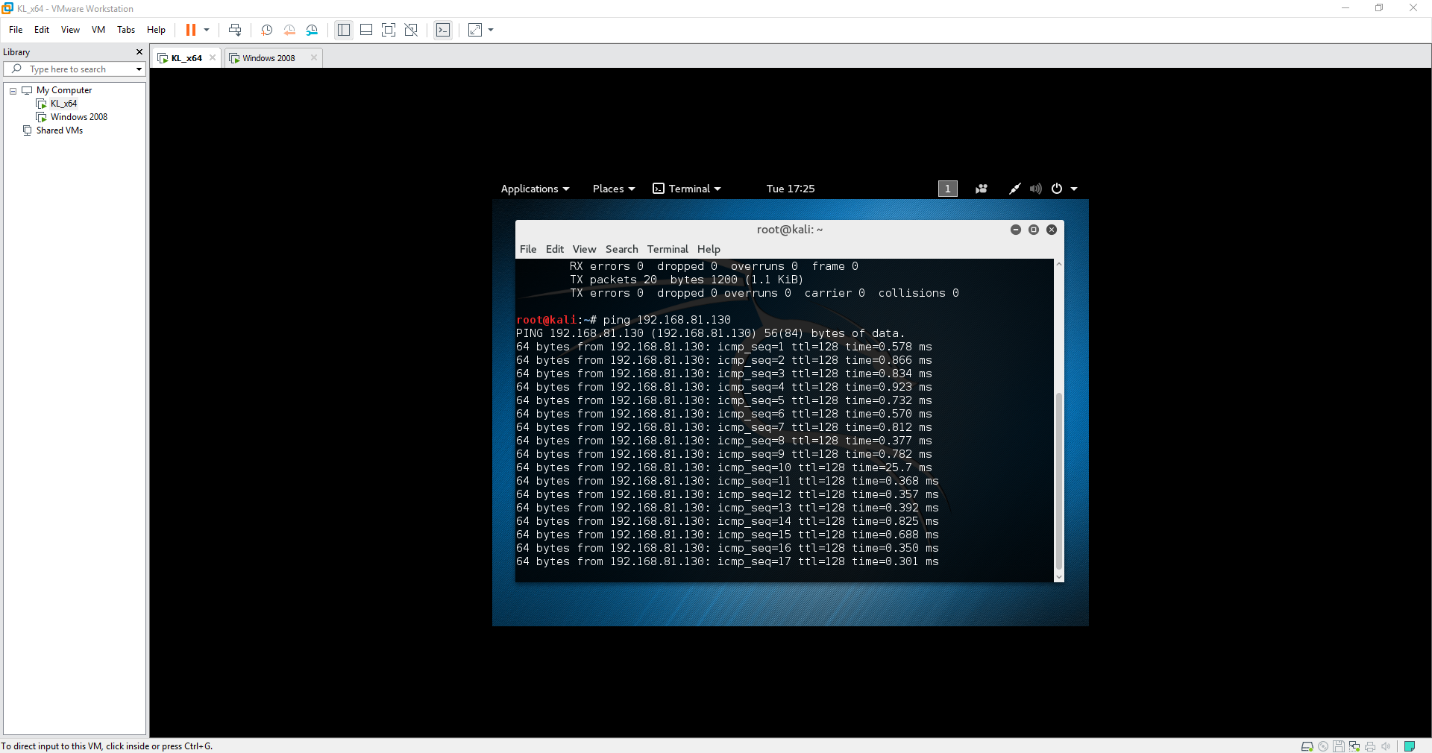 KL_x64 - VMware Workstation
File Edit View VM Tabs Help
Library
Type here to search
My Computer
KL_x64
Windows 2008
Shared VMs
KL_x64 Windows 2008
Applications Places Terminal Tue 17:25 1
root@kali: ~
File Edit View Search Terminal Help
RX errors 0 dropped 0 overruns 0 frame 0
TX packets 20 bytes 1200 (1.1 KiB)
TX errors 0 dropped 0 overruns 0 carrier 0 collisions 0
root@kali:~# ping 192.168.81.130
PING 192.168.81.130 (192.168.81.130) 56(84) bytes of data.
64 bytes from 192.168.81.130: icmp_seq=1 ttl=128 time=0.578 ms
64 bytes from 192.168.81.130: icmp_seq=2 ttl=128 time=0.866 ms
64 bytes from 192.168.81.130: icmp_seq=3 ttl=128 time=0.834 ms
64 bytes from 192.168.81.130: icmp_seq=4 ttl=128 time=0.923 ms
64 bytes from 192.168.81.130: icmp_seq=5 ttl=128 time=0.732 ms
64 bytes from 192.168.81.130: icmp_seq=6 ttl=128 time=0.570 ms
64 bytes from 192.168.81.130: icmp_seq=7 ttl=128 time=0.812 ms
64 bytes from 192.168.81.130: icmp_seq=8 ttl=128 time=0.377 ms
64 bytes from 192.168.81.130: icmp_seq=9 ttl=128 time=0.782 ms
64 bytes from 192.168.81.130: icmp_seq=10 ttl=128 time=25.7 ms
64 bytes from 192.168.81.130: icmp_seq=11 ttl=128 time=0.368 ms
64 bytes from 192.168.81.130: icmp_seq=12 ttl=128 time=0.357 ms
64 bytes from 192.168.81.130: icmp_seq=13 ttl=128 time=0.392 ms
64 bytes from 192.168.81.130: icmp_seq=14 ttl=128 time=0.825 ms
64 bytes from 192.168.81.130: icmp_seq=15 ttl=128 time=0.688 ms
64 bytes from 192.168.81.130: icmp_seq=16 ttl=128 time=0.350 ms
64 bytes from 192.168.81.130: icmp_seq=17 ttl=128 time=0.301 ms
To direct input to this VM, click inside or press Ctrl+G.